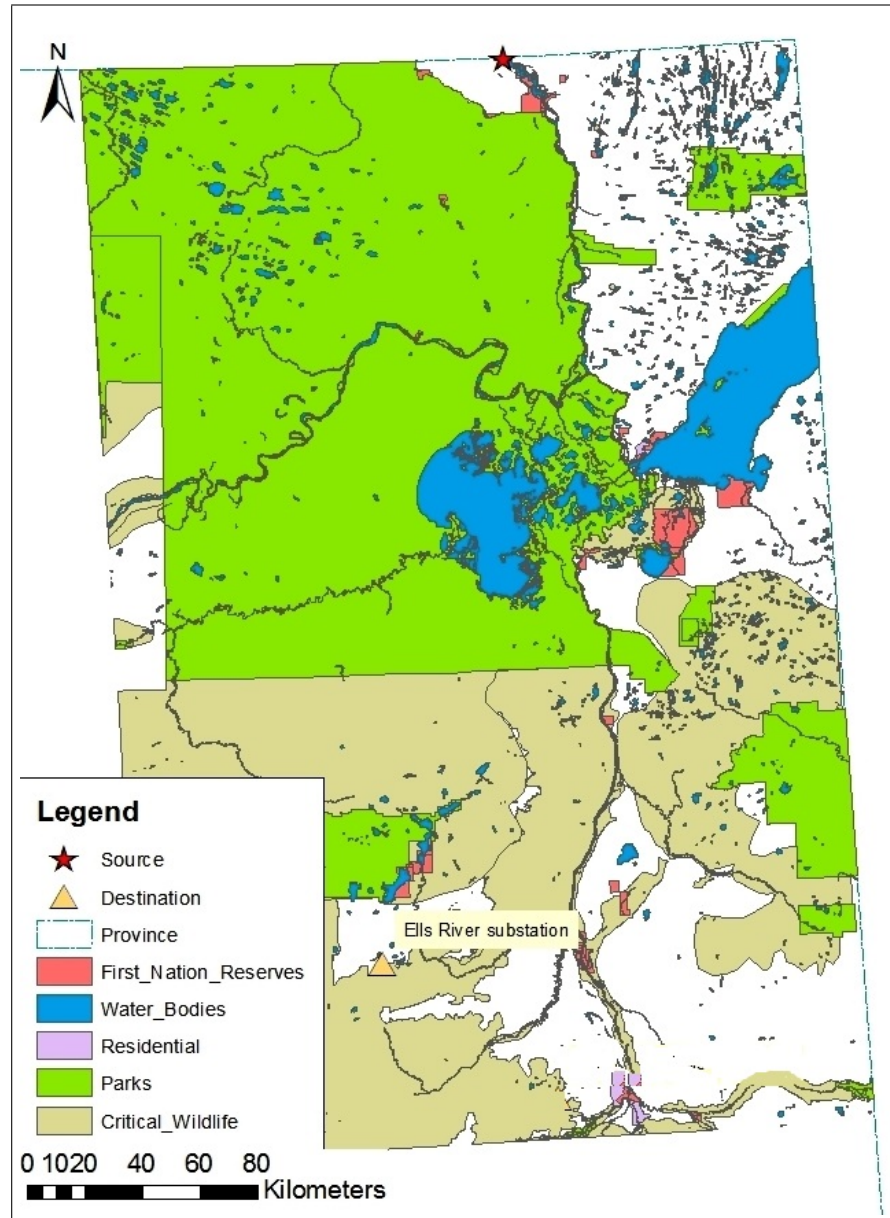 N
Ells River substation
Legend
Source
Destination
Province
First_Nation_Reserves
Water_Bodies
Residential
Parks
Critical_Wildlife
0 1020 40 60 80
Kilometers